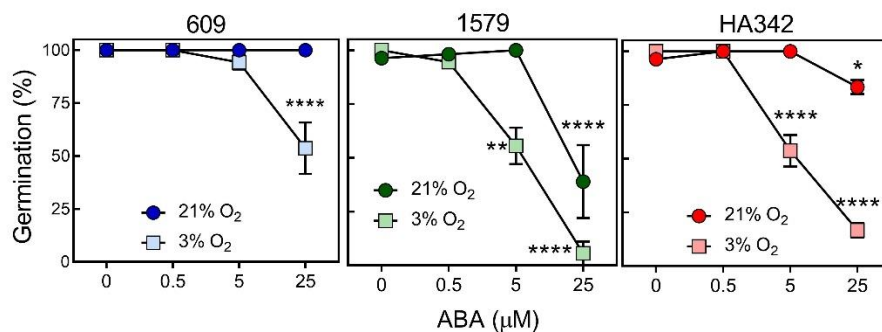 609 1579 HA342
Germination (%)
100
75
50
25
0
****
21% O₂
3% O₂
0 0.5 5 25
**
****
****
21% O₂
3% O₂
0 0.5 5 25
*
****
****
21% O₂
3% O₂
0 0.5 5 25
ABA (μM)